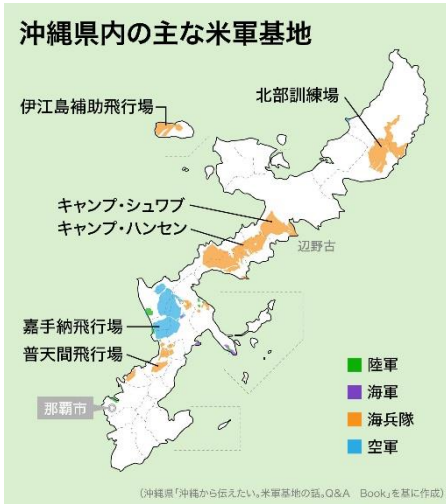 沖縄県内の主な米軍基地
北部訓練場
伊江島補助飛行場
キャンプ・シュワブ
キャンプ・ハンセン
辺野古
嘉手納飛行場
普天間飛行場
那覇市
陸軍
海軍
海兵隊
空軍
(沖縄県「沖縄から伝えたい。米軍基地の話。Q&A Book」を基に作成)